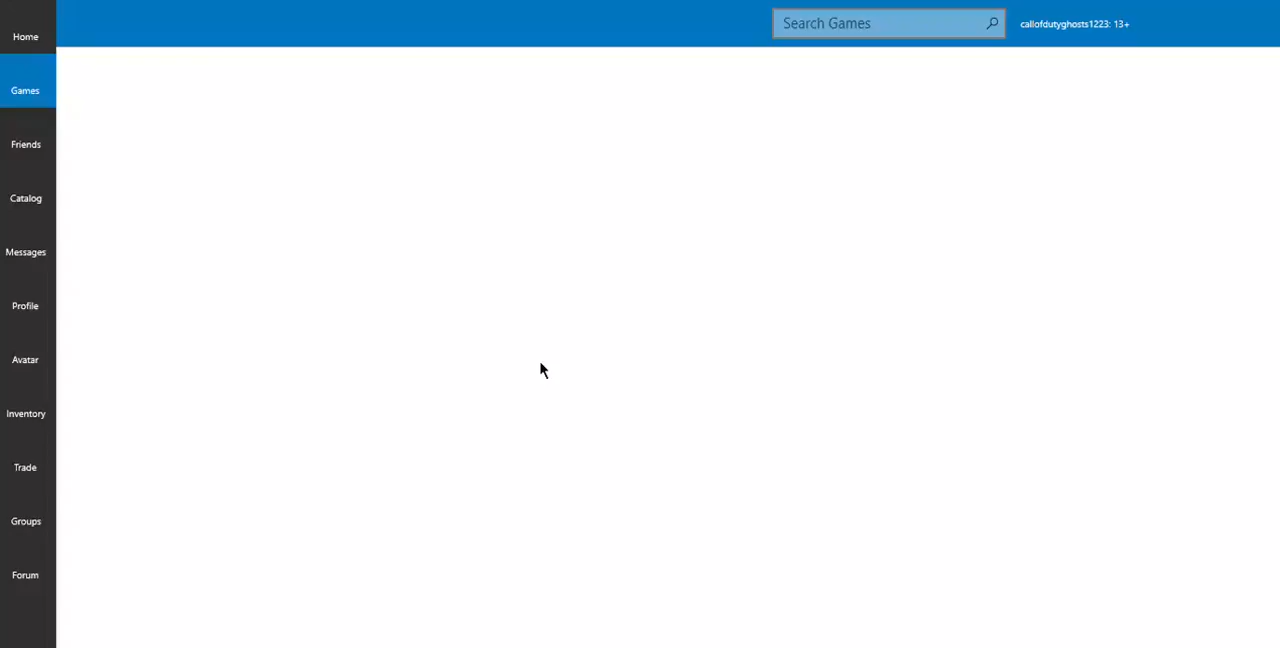 Search Games
callofdutyghosts1223: 13+
Home
Games
Friends
Catalog
Messages
Profile
Avatar
Inventory
Trade
Groups
Forum